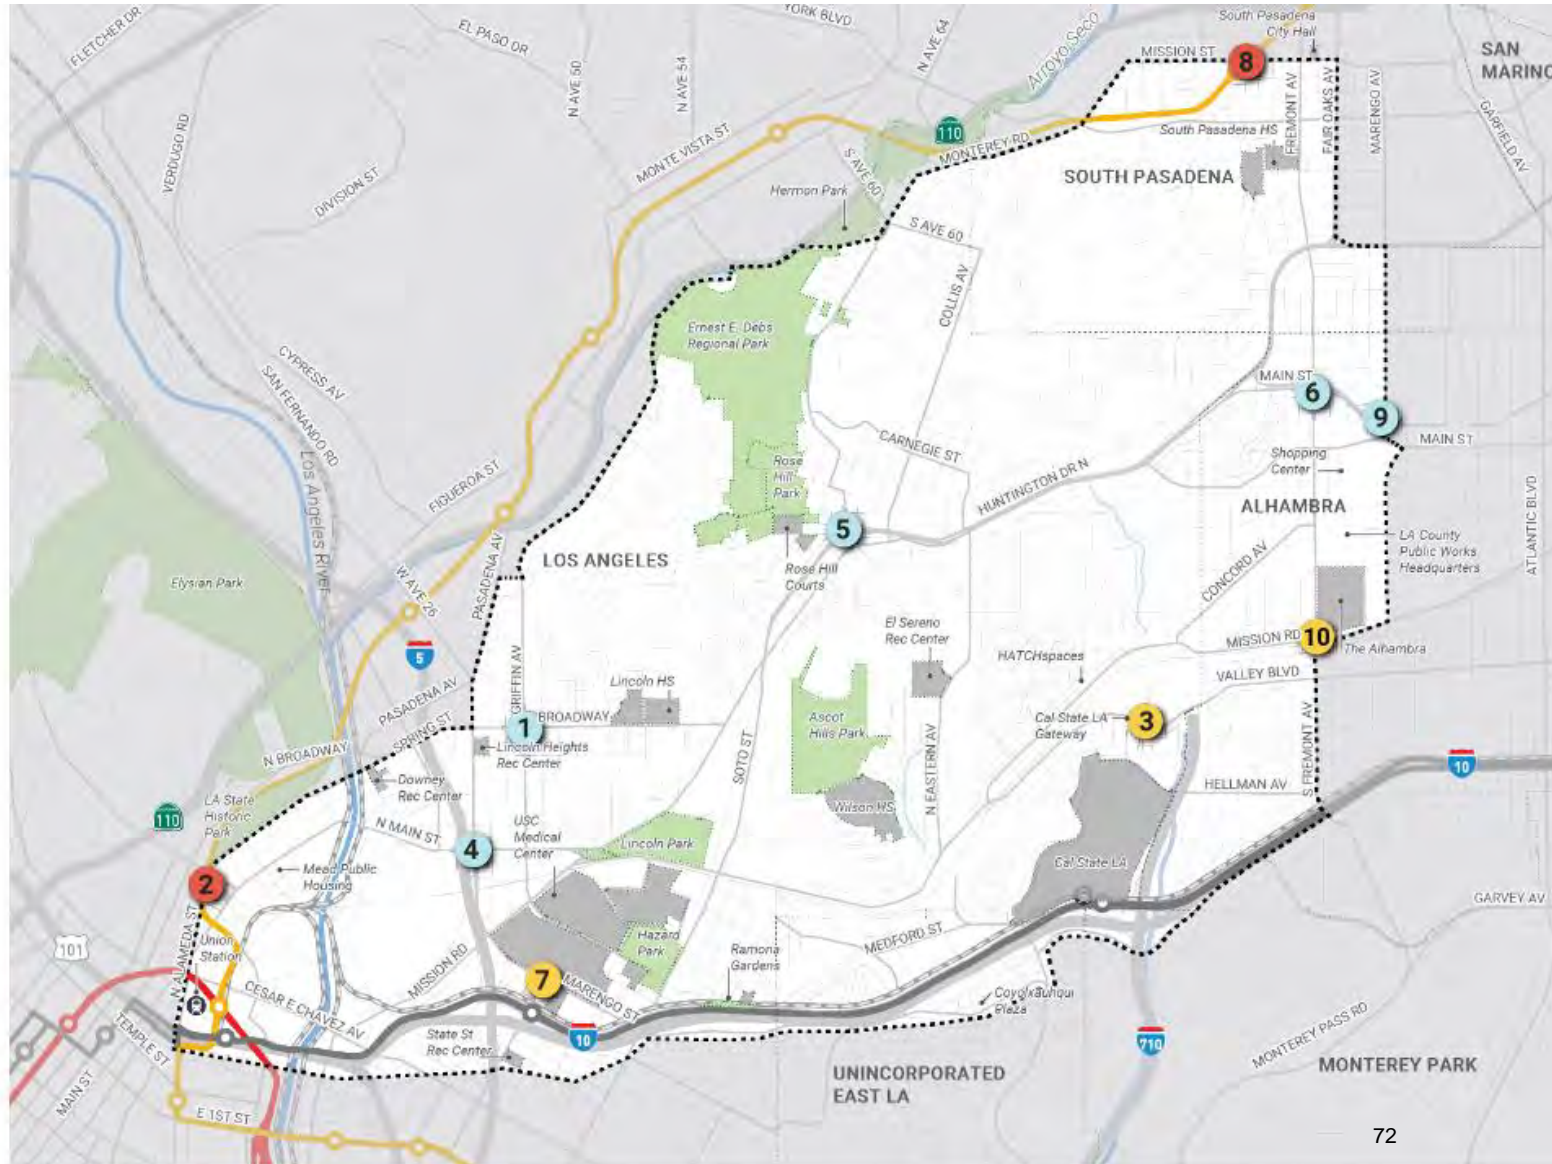 FLETCHER DR
EL PASO DR
YORK BLVD
N AVE 64
Arroyo Seco
South Pasadena
City Hall
MISSION ST
8
SAN
MARINO
N AVE 50
N AVE 54
VERDUGO RD
DIVISION ST
MONTE VISTA ST
110
MONTEREY RD
South Pasadena HS
FREMONT AV
FAIR OAKS AV
MARENGO AV
GARFIELD AV
S AVE 60
Hermon Park
SOUTH PASADENA
S AVE 60
COLLIS AV
Ernest E. Debs
Regional Park
CYPRESS AV
SAN FERNANDO RD
Los Angeles River
MAIN ST
6
9
MAIN ST
CARNEGIE ST
Shopping
Center
FIGUEROA ST
Rose
Hill
Park
HUNTINGTON DR N
ALHAMBRA
ATLANTIC BLVD
5
LA County
Public Works
Headquarters
PASADENA AV
LOS ANGELES
Rose Hill
Courts
CONCORD AV
Elysian Park
W AVE 26
El Sereno
Rec Center
MISSION RD
10
The Alhambra
5
HATCHspaces
GRIFFIN AV
Lincoln HS
VALLEY BLVD
PASADENA AV
SPRING ST
1
BROADWAY
Ascot
Hills Park
Cal State LA
Gateway
3
N BROADWAY
Lincoln Heights
Rec Center
SOTO ST
N EASTERN AV
S FREMONT AV
10
Downey
Rec Center
HELLMAN AV
LA State
Historic
Park
110
Wilson HS
USC
Medical
Center
N MAIN ST
4
Lincoln Park
Mead Public
Housing
Cal State LA
2
GARVEY AV
N ALAMEDA ST
101
Union
Station
Hazard
Park
Ramona
Gardens
MEDFORD ST
MISSION RD
7
MARENGO ST
CESAR E CHAVEZ AV
Coyolxauhqui
Plaza
TEMPLE ST
State St
Rec Center
10
710
MONTEREY PASS RD
MAIN ST
UNINCORPORATED
EAST LA
MONTEREY PARK
E 1ST ST
72